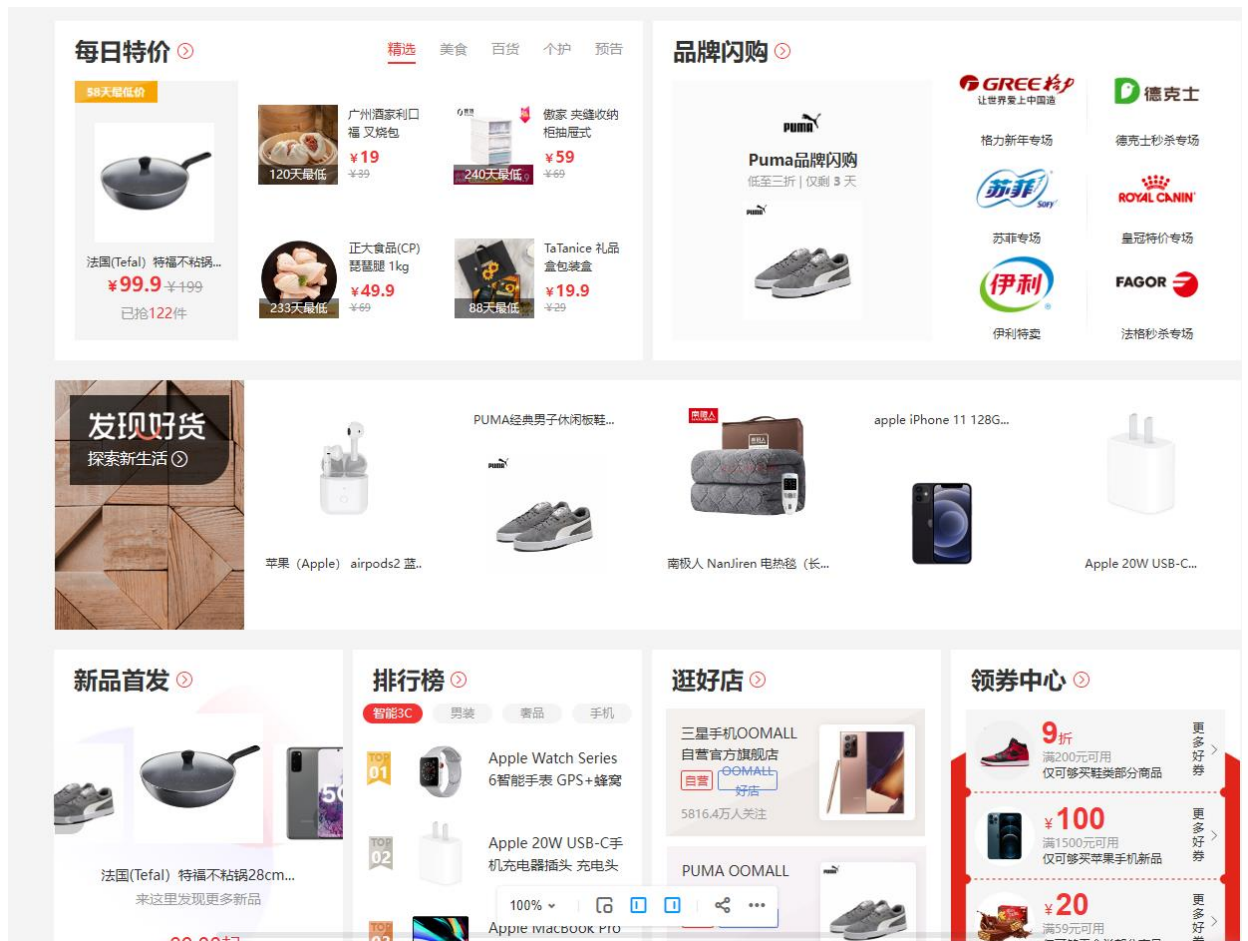 每日特价
精选 美食 百货 个护 预告
58天最低价
法国(Tefal) 特福不粘锅...
¥99.9 ¥199
已抢122件
广州酒家利口
福 叉烧包
¥19
¥39
120天最低
傲家 夹缝收纳
柜抽屉式
¥59
¥69
240天最低
正大食品(CP)
琵琶腿 1kg
¥49.9
¥69
233天最低
TaTanice 礼品
盒包装盒
¥19.9
¥29
88天最低
品牌闪购
PUMA
Puma品牌闪购
低至三折 | 仅剩 3 天
PUMA
GREE格力
让世界爱上中国造
格力新年专场
德克士
德克士秒杀专场
苏菲
Sofy
苏菲专场
ROYAL CANIN
皇冠特价专场
伊利
伊利特卖
FAGOR
法格秒杀专场
发现好货
探索新生活
苹果（Apple） airpods2 蓝..
PUMA经典男子休闲板鞋...
PUMA
南极人
南极人 NanJiren 电热毯（长...
apple iPhone 11 128G...
Apple 20W USB-C...
新品首发
5G
法国(Tefal) 特福不粘锅28cm...
来这里发现更多新品
排行榜
智能3C 男装 奢品 手机
TOP
01
Apple Watch Series
6智能手表 GPS+蜂窝
TOP
02
Apple 20W USB-C手
机充电器插头 充电头
TOP
03
Apple MacBook Pro
100%
逛好店
三星手机OOMALL
自营官方旗舰店
自营
OOMALL
好店
5816.4万人关注
PUMA OOMALL
PUMA
领券中心
9折
满200元可用
仅可够买鞋类部分商品
更多好券
¥100
满1500元可用
仅可够买苹果手机新品
更多好券
¥20
满59元可用
更多好券